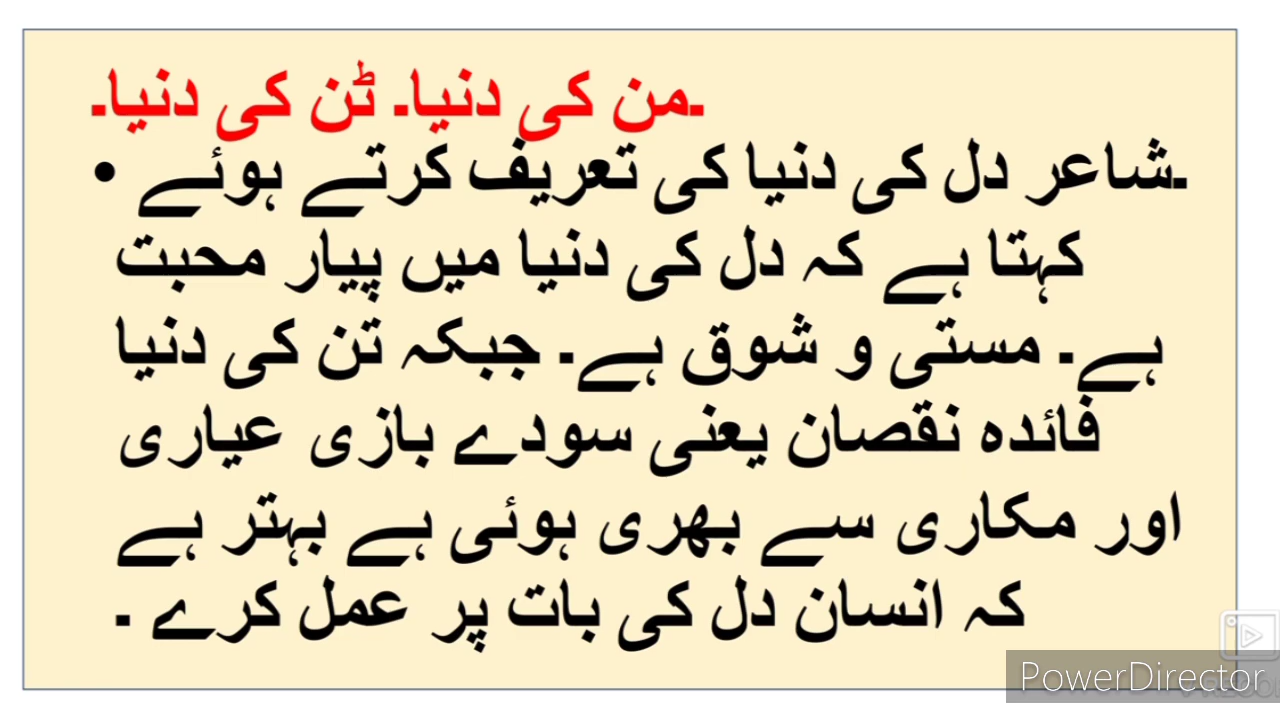 ۔من کی دنیا۔ ٹن کی دنیا۔
• ۔شاعر دل کی دنیا کی تعریف کرتے ہوئے
کہتا ہے کہ دل کی دنیا میں پیار محبت
ہے۔ مستی و شوق ہے۔ جبکہ تن کی دنیا
فائدہ نقصان یعنی سودے بازی عیاری
اور مکاری سے بھری ہوئی ہے بہتر ہے
کہ انسان دل کی بات پر عمل کرے ۔
PowerDirector